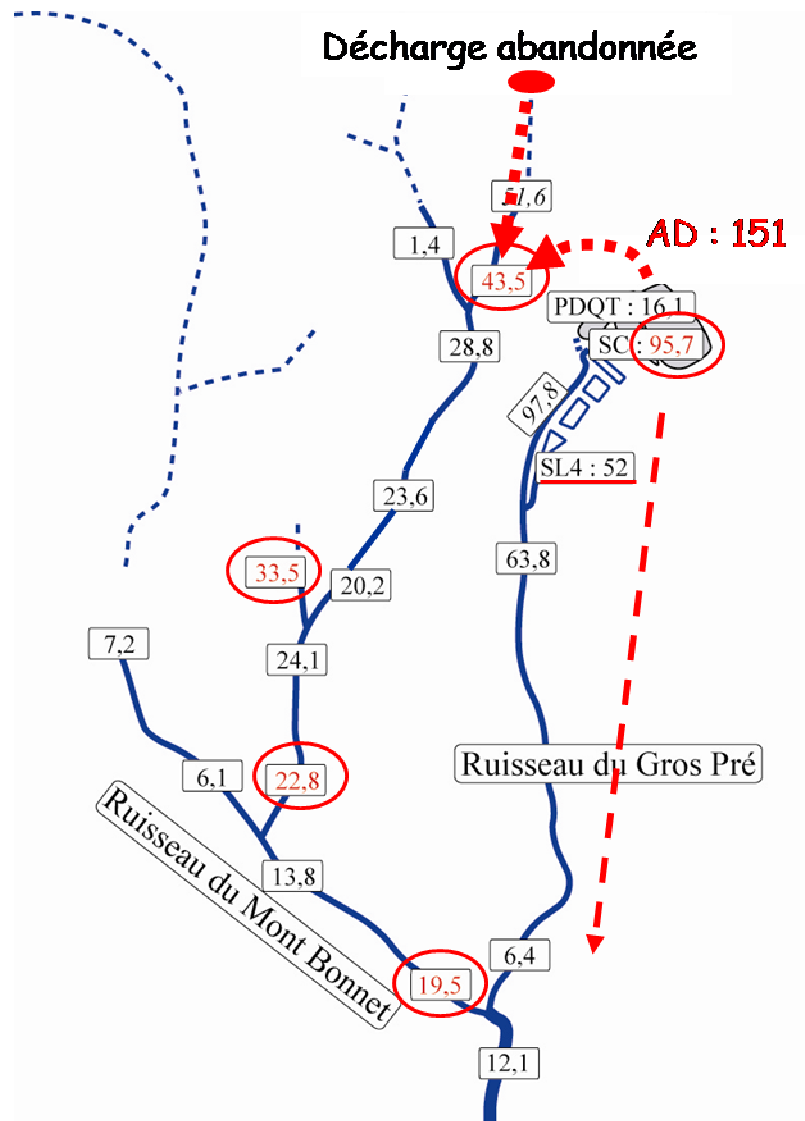 Décharge abandonnée
51,6
AD : 151
1,4
43,5
PDQT : 16,1
28,8
SC : 95,7
97,8
SL4 : 52
23,6
63,8
33,5
20,2
7,2
24,1
Ruisseau du Gros Pré
6,1
22,8
Ruisseau du Mont Bonnet
13,8
6,4
19,5
12,1